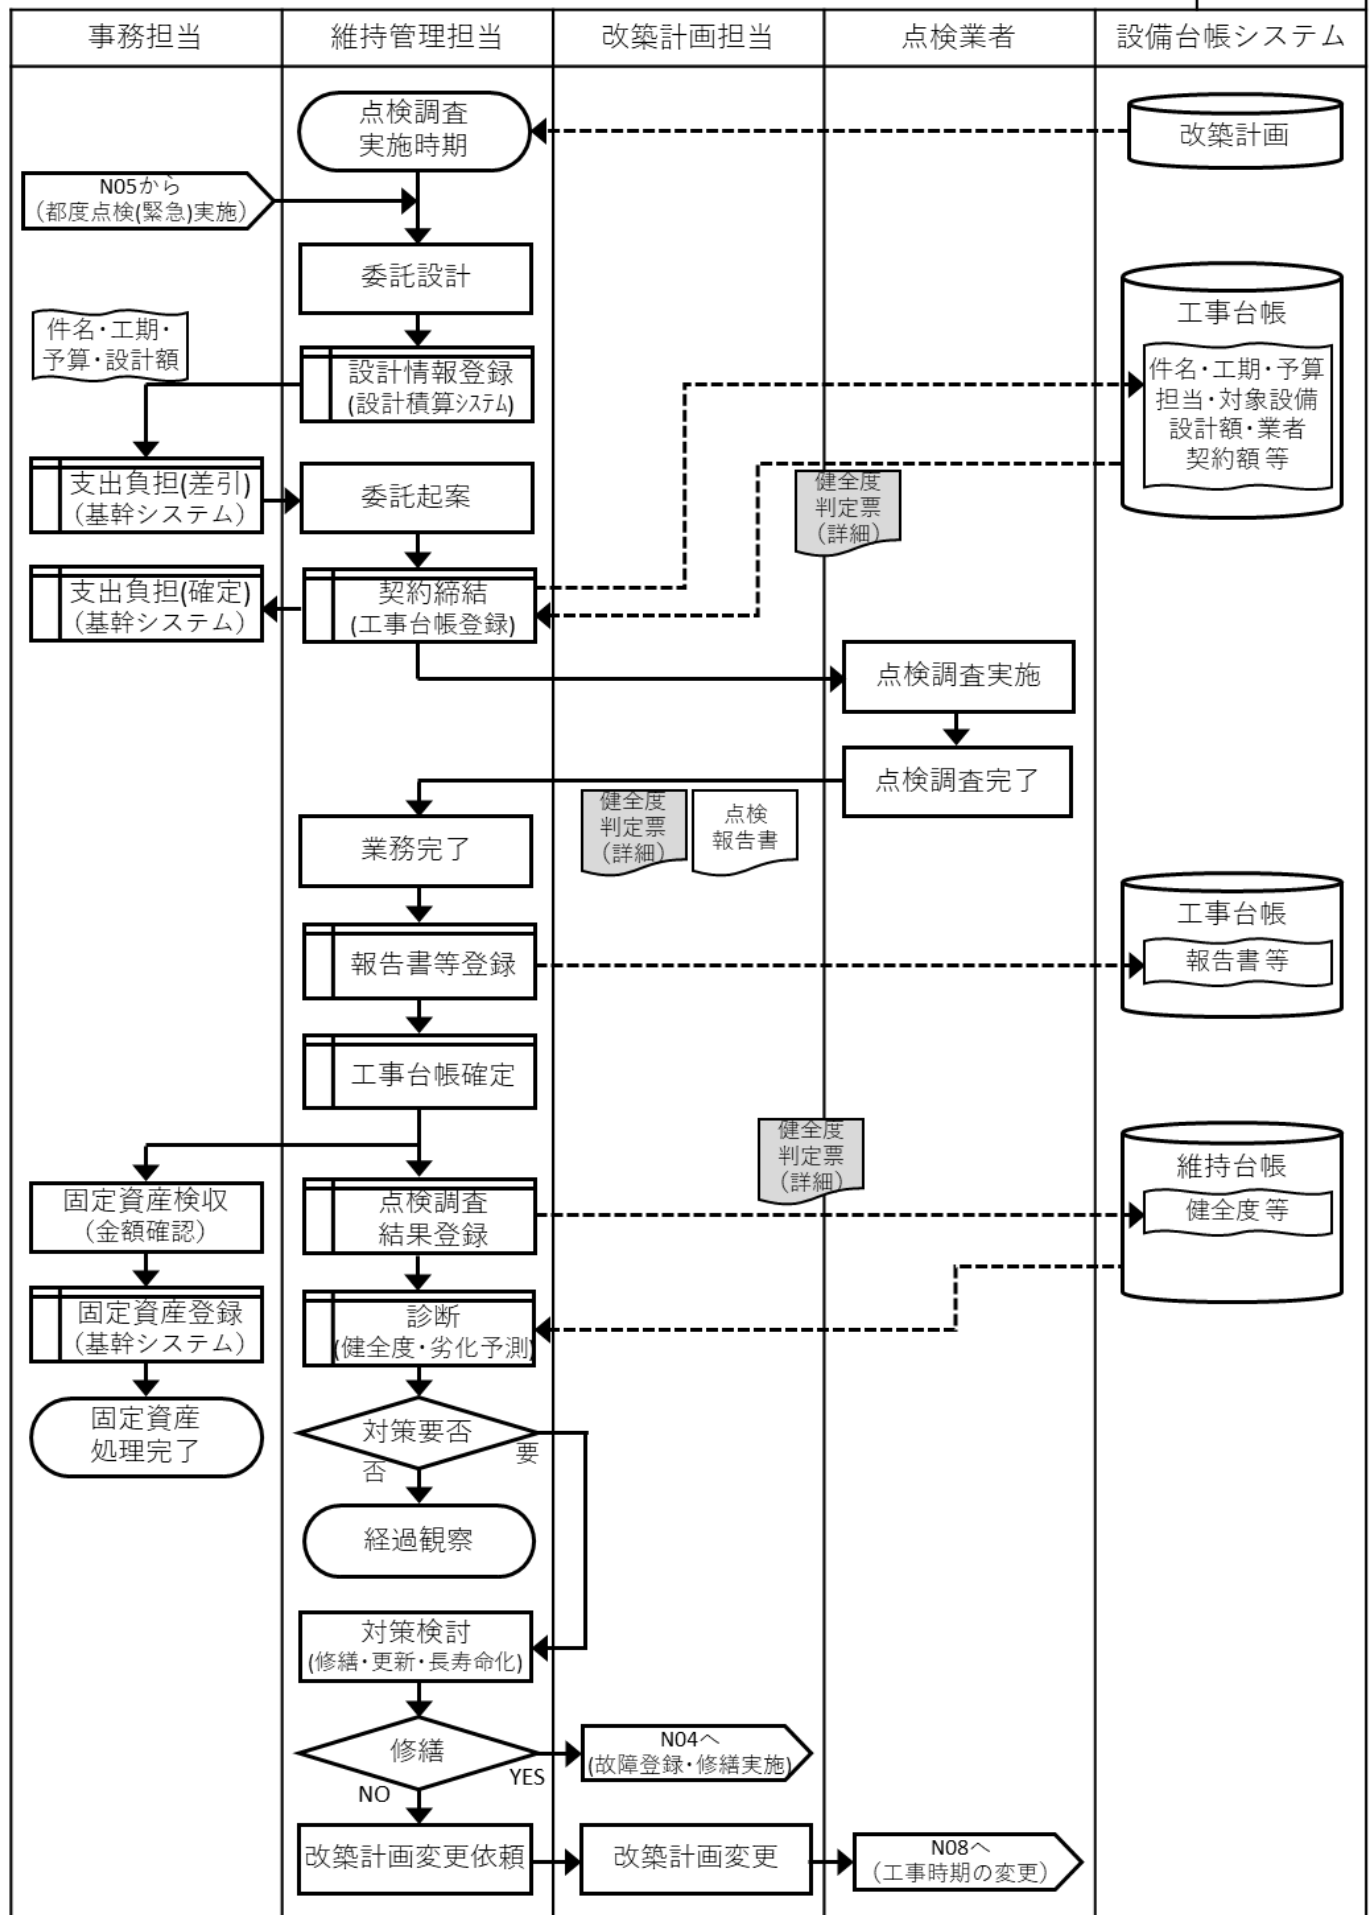 事務担当
維持管理担当
改築計画担当
点検業者
設備台帳システム
点検調査
実施時期
改築計画
N05から
（都度点検(緊急)実施）
委託設計
工事台帳
件名・工期・予算
担当・対象設備
設計額・業者
契約額 等
件名・工期・
予算・設計額
設計情報登録
(設計積算ｼｽﾃﾑ)
支出負担(差引)
（基幹システム）
委託起案
健全度
判定票
（詳細）
支出負担(確定)
（基幹システム）
契約締結
(工事台帳登録)
点検調査実施
点検調査完了
健全度
判定票
（詳細）
点検
報告書
業務完了
工事台帳
報告書 等
報告書等登録
工事台帳確定
健全度
判定票
（詳細）
維持台帳
健全度 等
固定資産検収
（金額確認）
点検調査
結果登録
固定資産登録
（基幹システム）
診断
(健全度・劣化予測)
固定資産
処理完了
対策要否
要
否
経過観察
対策検討
(修繕・更新・長寿命化)
修繕
YES
NO
N04へ
(故障登録・修繕実施)
改築計画変更依頼
改築計画変更
N08へ
（工事時期の変更）